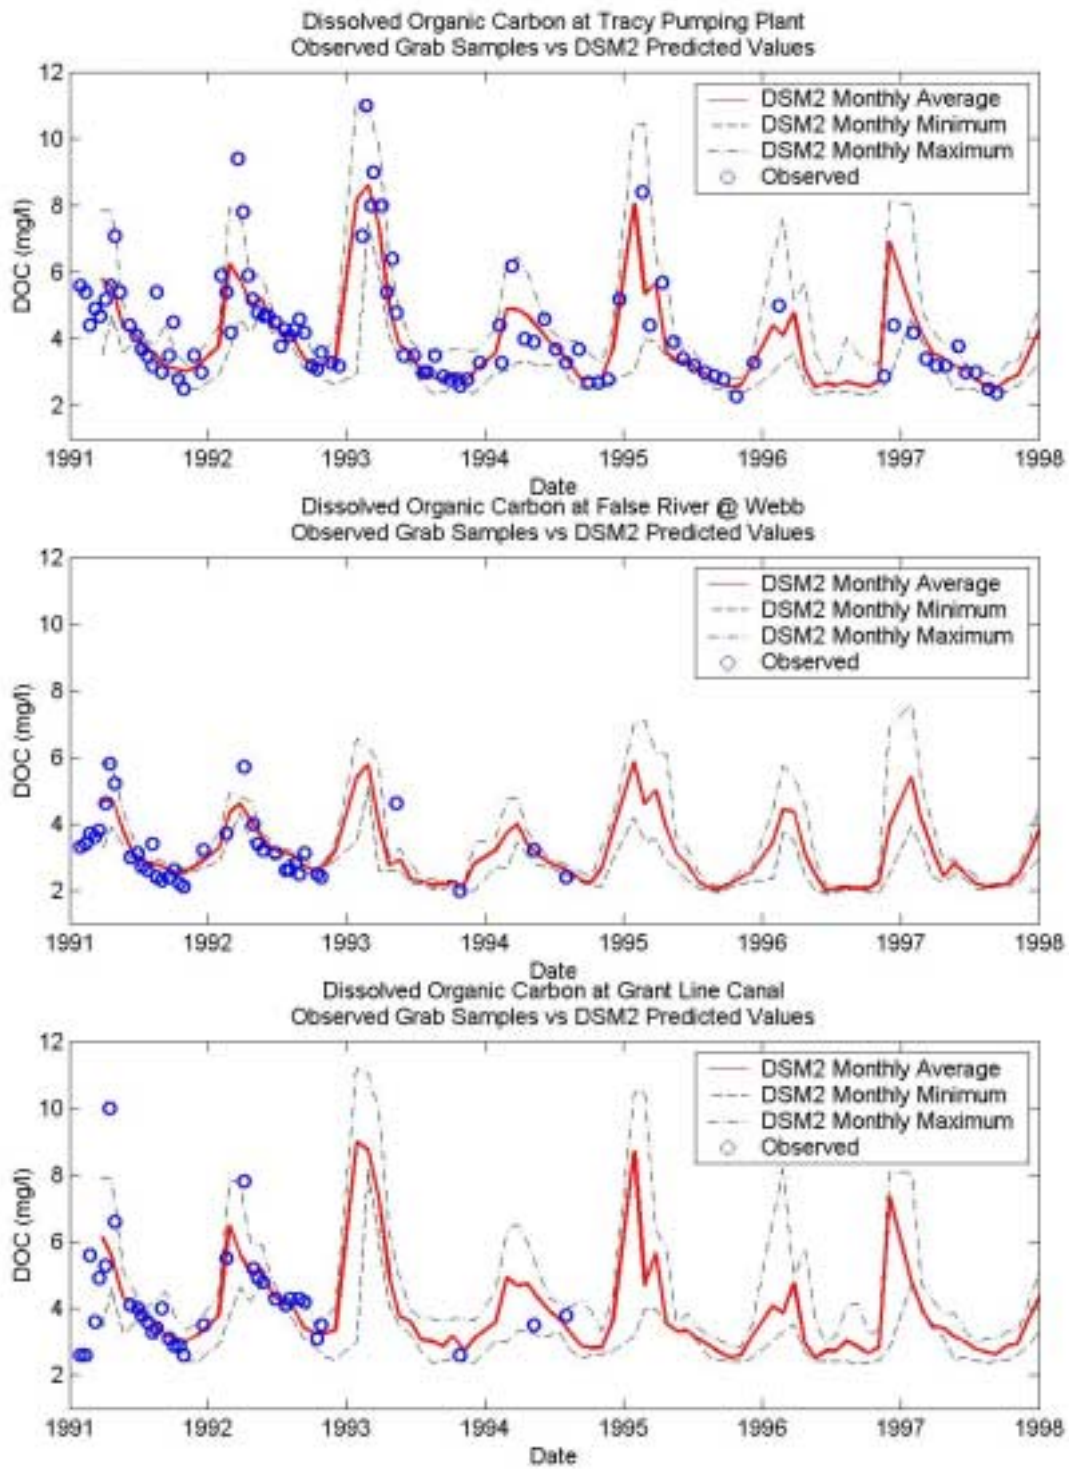 Dissolved Organic Carbon at Tracy Pumping Plant
Observed Grab Samples vs DSM2 Predicted Values
12
10
8
6
4
2
DOC (mg/l)
DSM2 Monthly Average
DSM2 Monthly Minimum
DSM2 Monthly Maximum
Observed
1991 1992 1993 1994 1995 1996 1997 1998
Date
Dissolved Organic Carbon at False River @ Webb
Observed Grab Samples vs DSM2 Predicted Values
12
10
8
6
4
2
DOC (mg/l)
DSM2 Monthly Average
DSM2 Monthly Minimum
DSM2 Monthly Maximum
Observed
1991 1992 1993 1994 1995 1996 1997 1998
Date
Dissolved Organic Carbon at Grant Line Canal
Observed Grab Samples vs DSM2 Predicted Values
12
10
8
6
4
2
DOC (mg/l)
DSM2 Monthly Average
DSM2 Monthly Minimum
DSM2 Monthly Maximum
Observed
1991 1992 1993 1994 1995 1996 1997 1998
Date